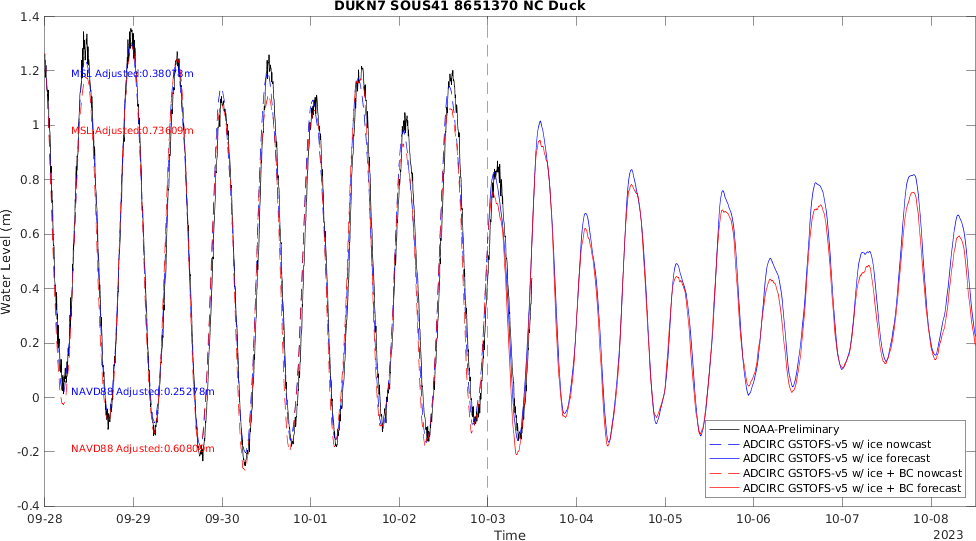 DUKN7 SOUS41 8651370 NC Duck
1.4
1.2
1
0.8
0.6
0.4
0.2
0
-0.2
-0.4
Water Level (m)
MSL Adjusted:0.38073m
MSL Adjusted:0.73609m
NAVD88 Adjusted:0.25278m
NAVD88 Adjusted:0.60809m
NOAA-Preliminary
ADCIRC GSTOFS-v5 w/ ice nowcast
ADCIRC GSTOFS-v5 w/ ice forecast
ADCIRC GSTOFS-v5 w/ ice + BC nowcast
ADCIRC GSTOFS-v5 w/ ice + BC forecast
09-28 09-29 09-30 10-01 10-02 10-03 10-04 10-05 10-06 10-07 10-08
Time
2023